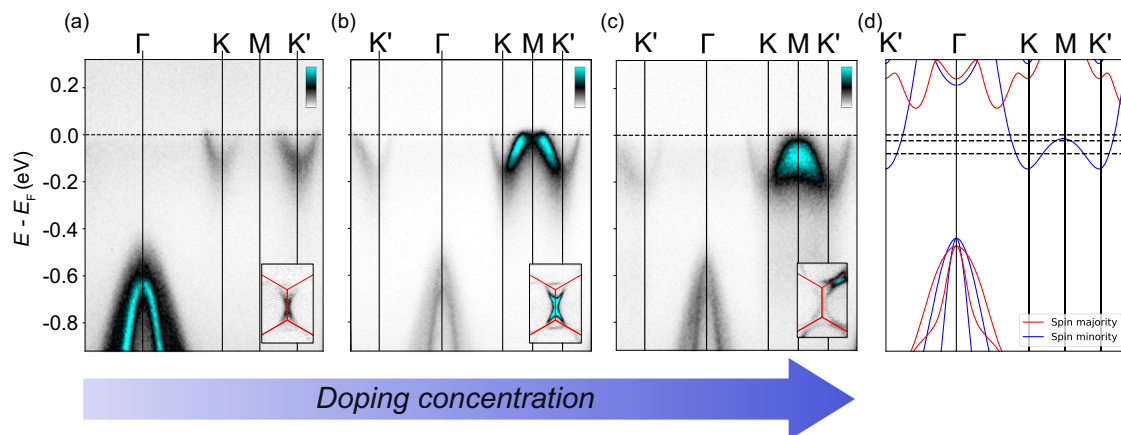 (a) (b) (c) (d)
Γ K M K' K' Γ K M K' K' Γ K M K' K' Γ K M K'
E - E_F (eV)
0.2
0.0
-0.2
-0.4
-0.6
-0.8
Spin majority
Spin minority
Doping concentration